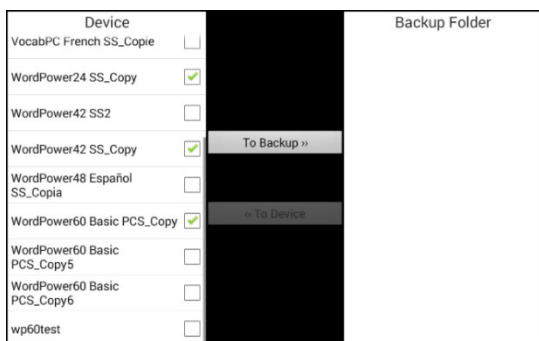 Device
Backup Folder
VocabPC French SS_Copie
WordPower24 SS_Copy
WordPower42 SS2
WordPower42 SS_Copy
To Backup »
WordPower48 Español
SS_Copia
WordPower60 Basic PCS_Copy
« To Device
WordPower60 Basic
PCS_Copy5
WordPower60 Basic
PCS_Copy6
wp60test